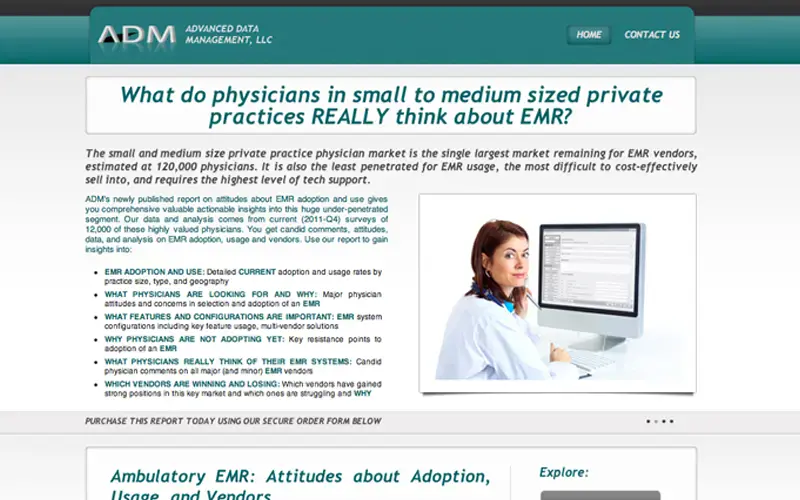 ADM
ADVANCED DATA
MANAGEMENT, LLC
HOME
CONTACT US
What do physicians in small to medium sized private
practices REALLY think about EMR?
The small and medium size private practice physician market is the single largest market remaining for EMR vendors,
estimated at 120,000 physicians. It is also the least penetrated for EMR usage, the most difficult to cost-effectively
sell into, and requires the highest level of tech support.
ADM's newly published report on attitudes about EMR adoption and use gives
you comprehensive valuable actionable insights into this huge under-penetrated
segment. Our data and analysis comes from current (2011-Q4) surveys of
12,000 of these highly valued physicians. You get candid comments, attitudes,
data, and analysis on EMR adoption, usage and vendors. Use our report to gain
insights into:
• EMR ADOPTION AND USE: Detailed CURRENT adoption and usage rates by
practice size, type, and geography
• WHAT PHYSICIANS ARE LOOKING FOR AND WHY: Major physician
attitudes and concerns in selection and adoption of an EMR
• WHAT FEATURES AND CONFIGURATIONS ARE IMPORTANT: EMR system
configurations including key feature usage, multi-vendor solutions
• WHY PHYSICIANS ARE NOT ADOPTING YET: Key resistance points to
adoption of an EMR
• WHAT PHYSICIANS REALLY THINK OF THEIR EMR SYSTEMS: Candid
physician comments on all major (and minor) EMR vendors
• WHICH VENDORS ARE WINNING AND LOSING: Which vendors have gained
strong positions in this key market and which ones are struggling and WHY
PURCHASE THIS REPORT TODAY USING OUR SECURE ORDER FORM BELOW
Ambulatory EMR: Attitudes about Adoption,
Usage, and Vendors
Explore: